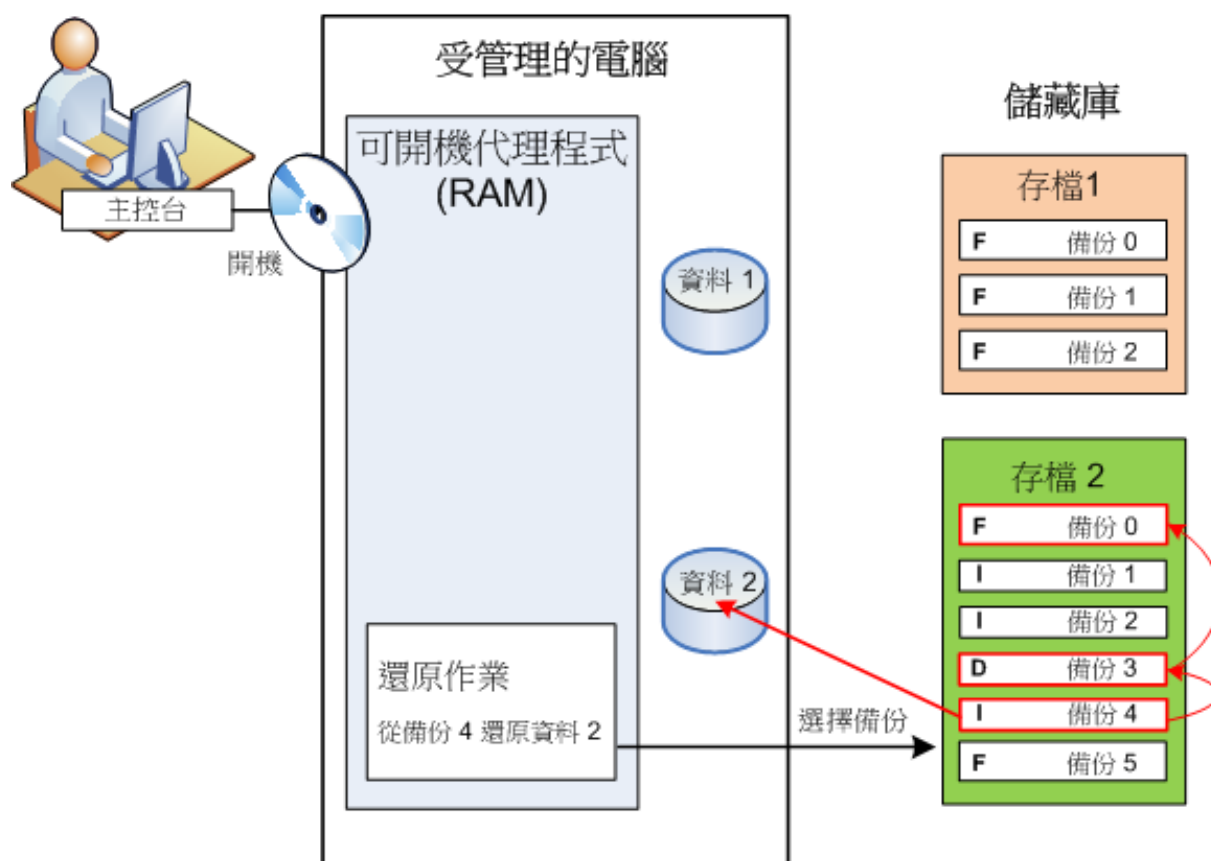 受管理的電腦
可開機代理程式
(RAM)
主控台
開機
資料 1
資料 2
還原作業
從備份 4 還原資料 2
選擇備份
儲藏庫
存檔1
F 備份 0
F 備份 1
F 備份 2
存檔 2
F 備份 0
I 備份 1
I 備份 2
D 備份 3
I 備份 4
F 備份 5